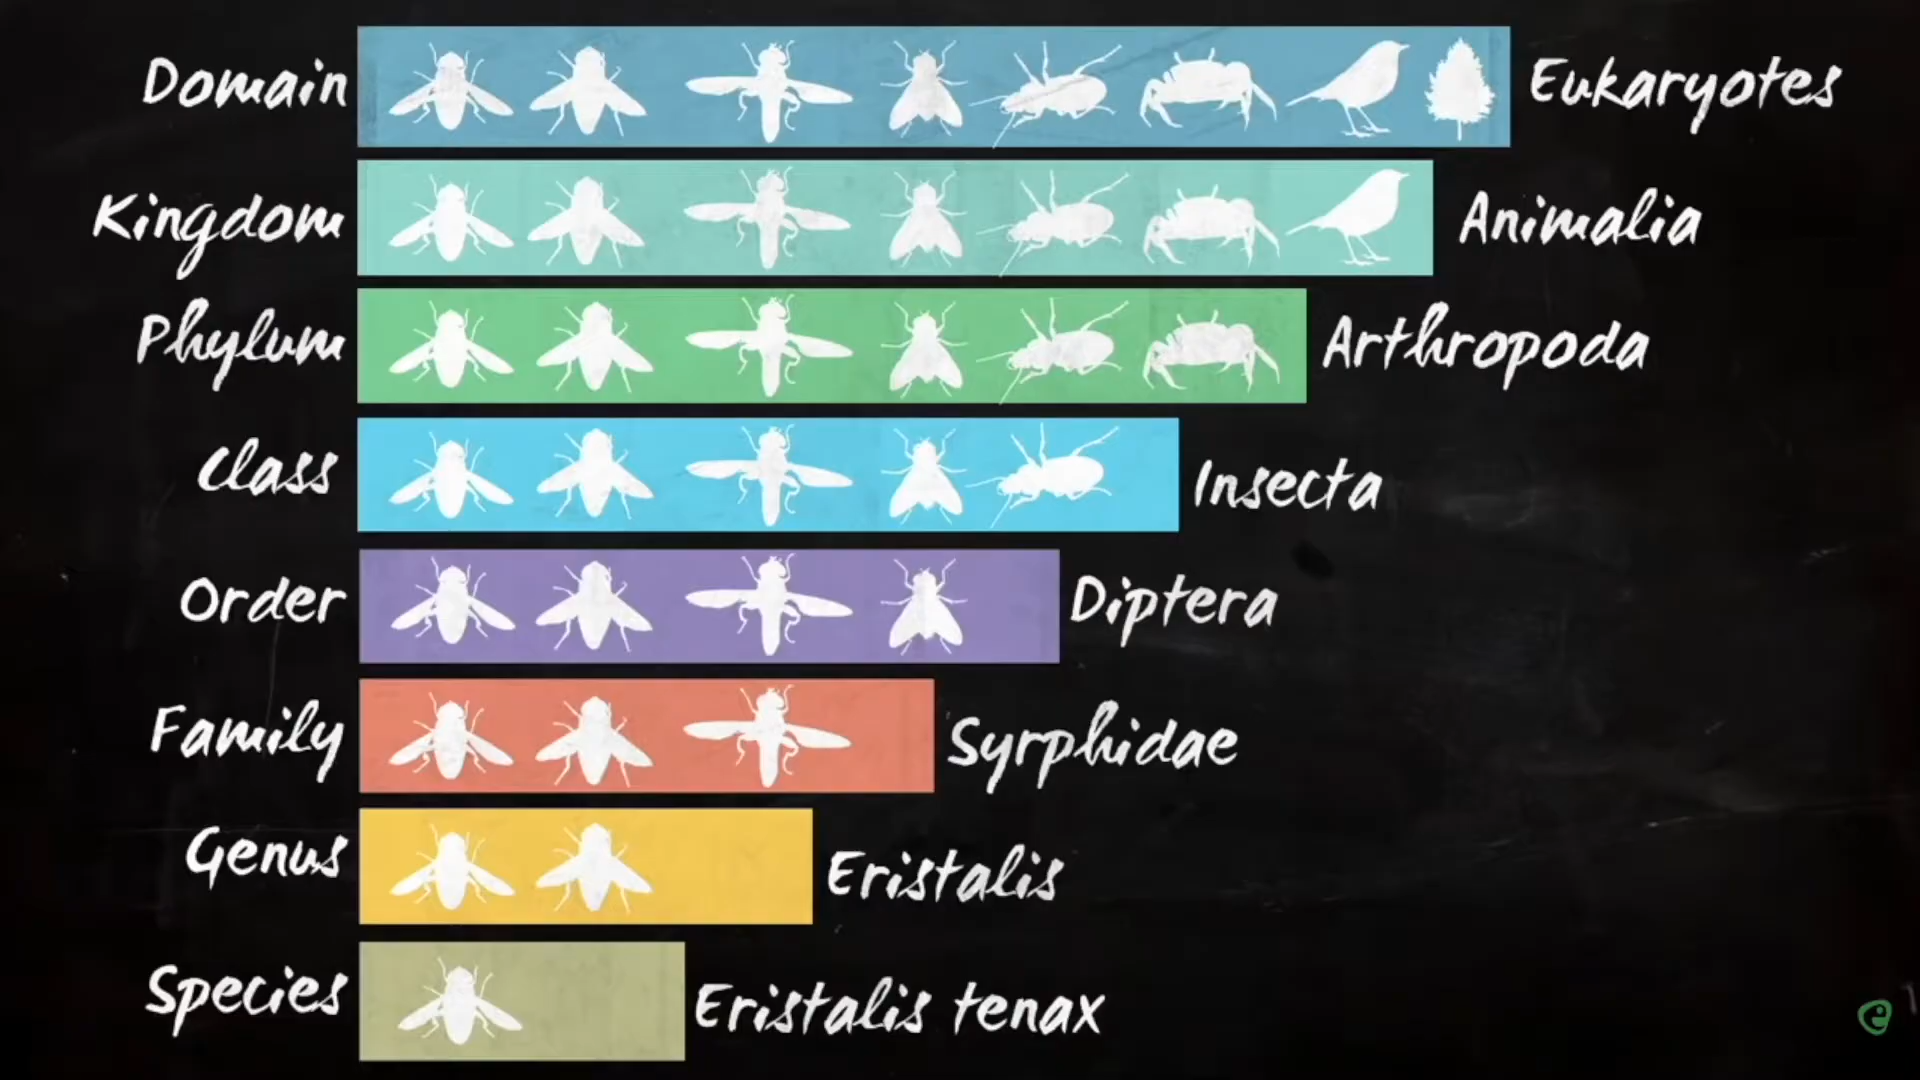 Domain Eukaryotes
Kingdom Animalia
Phylum Arthropoda
Class Insecta
Order Diptera
Family Syrphidae
Genus Eristalis
Species Eristalis tenax